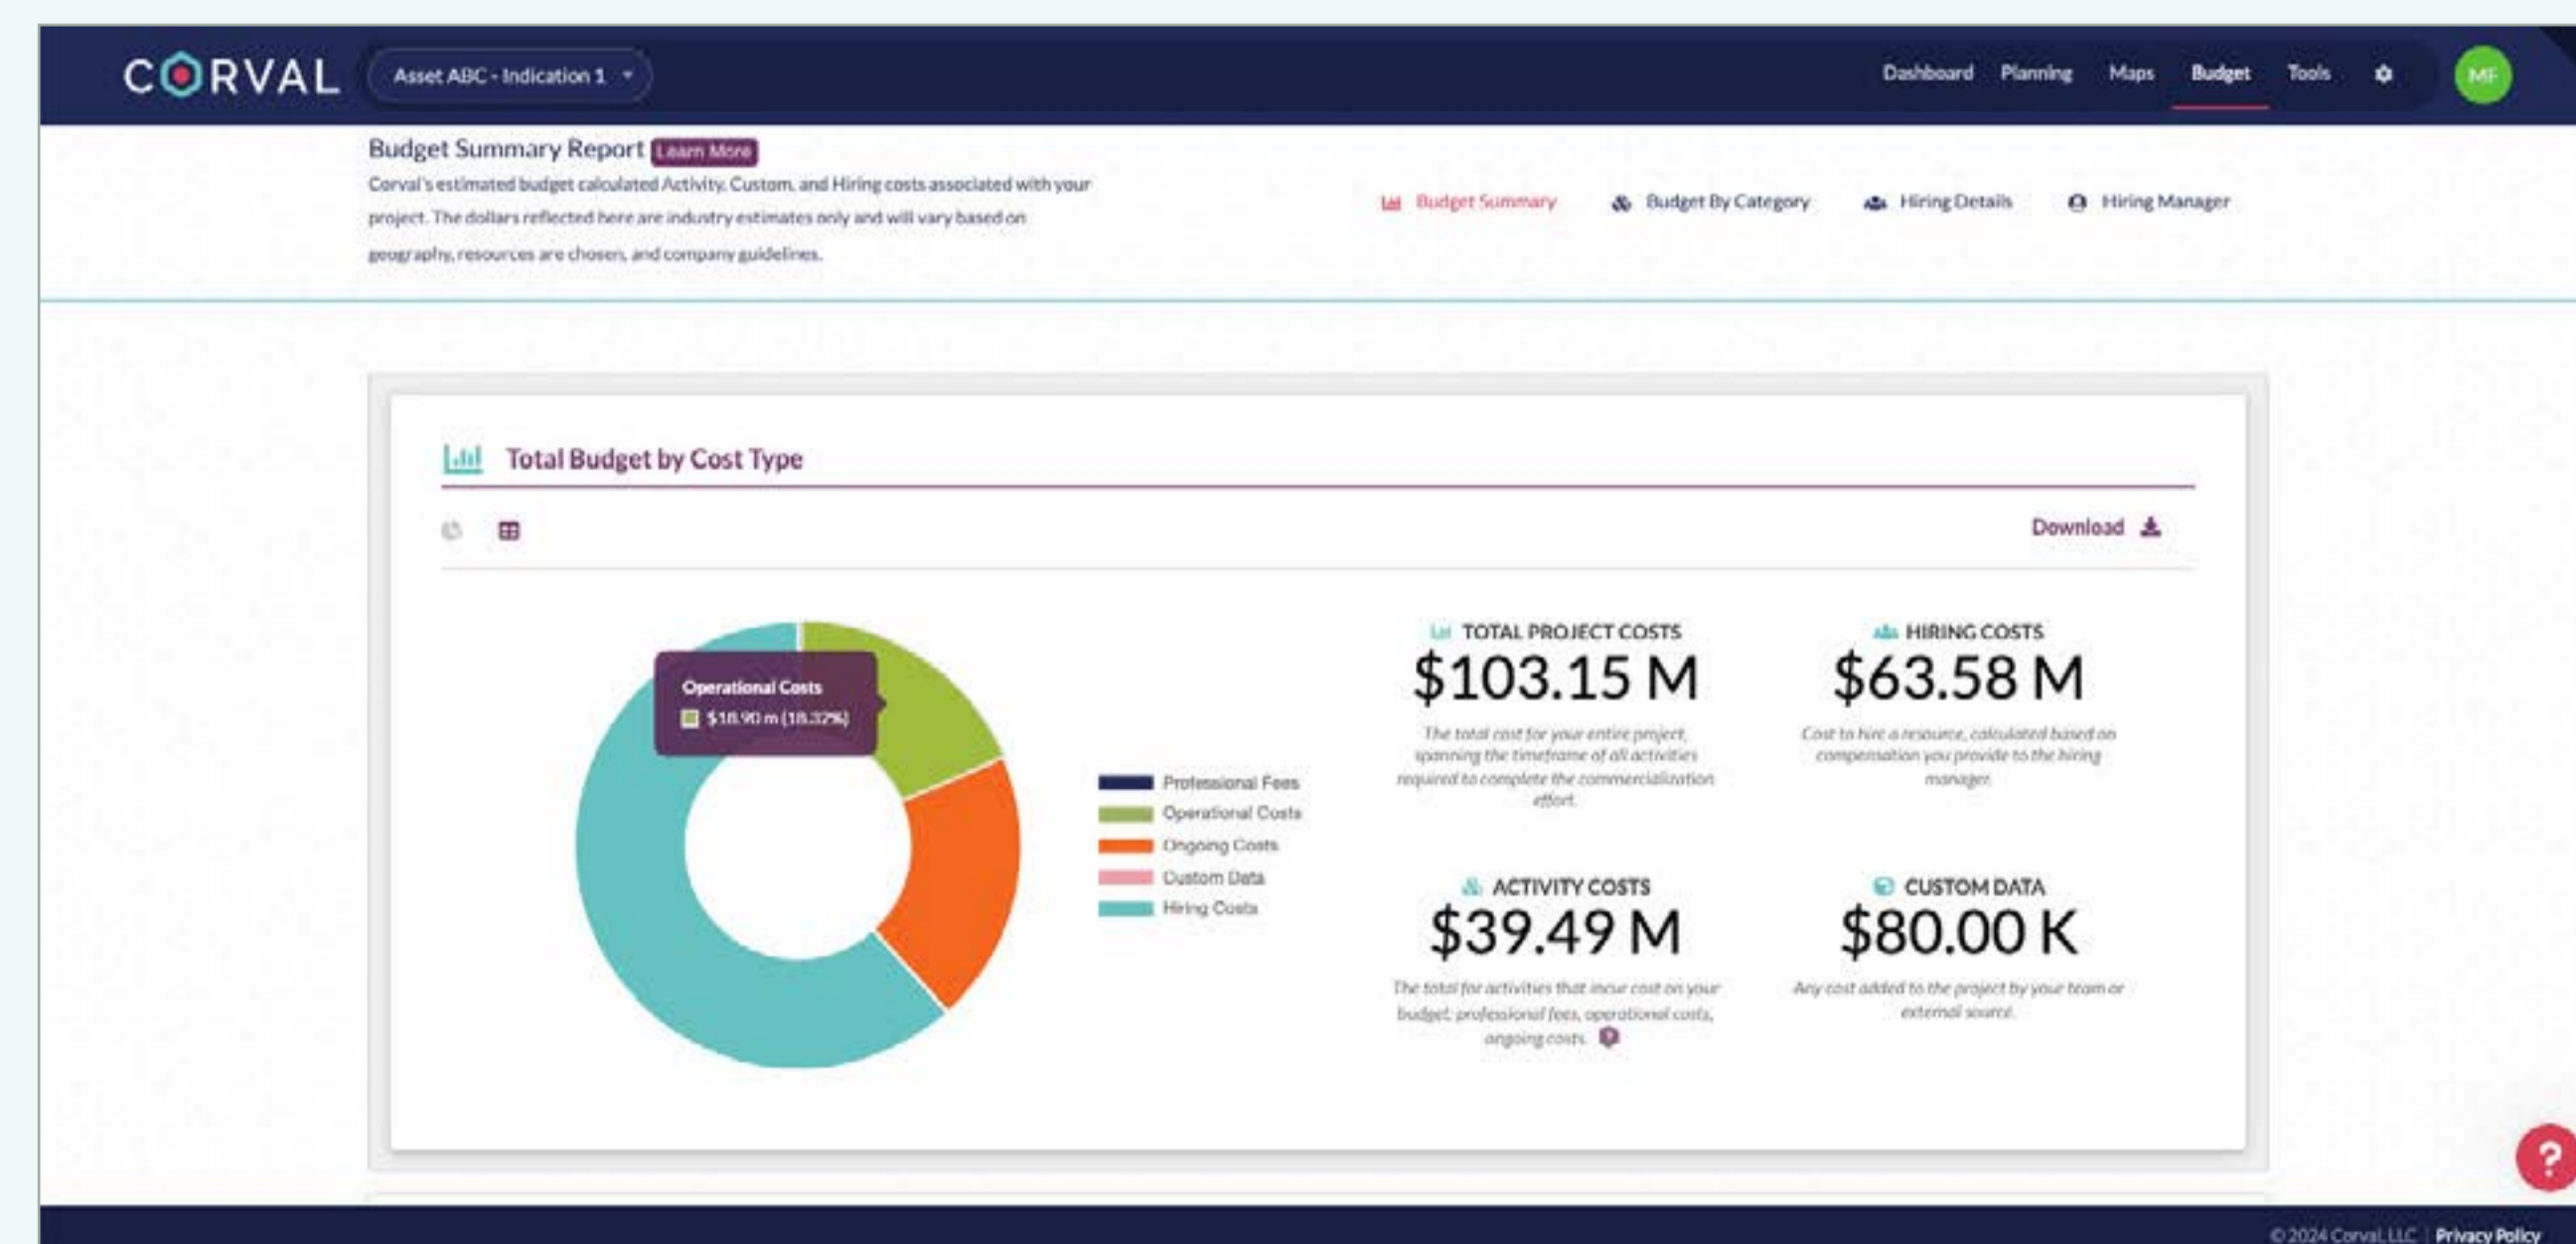 CORVAL
Asset ABC - Indication 1
Dashboard Planning Maps Budget Tools
MF
Budget Summary Report Learn More
Corval's estimated budget calculated Activity, Custom, and Hiring costs associated with your
project. The dollars reflected here are industry estimates only and will vary based on
geography, resources are chosen, and company guidelines.
Budget Summary Budget By Category Hiring Details Hiring Manager
Total Budget by Cost Type
Download
Operational Costs
$18.90 m (18.32%)
Professional Fees
Operational Costs
Ongoing Costs
Custom Data
Hiring Costs
TOTAL PROJECT COSTS
$103.15 M
The total cost for your entire project,
spanning the timeframe of all activities
required to complete the commercialization
effort.
HIRING COSTS
$63.58 M
Cost to hire a resource, calculated based on
compensation you provide to the hiring
manager.
ACTIVITY COSTS
$39.49 M
The total for activities that incur cost on your
budget; professional fees, operational costs,
ongoing costs. ?
CUSTOM DATA
$80.00 K
Any cost added to the project by your team or
external source.
?
© 2024 Corval, LLC | Privacy Policy